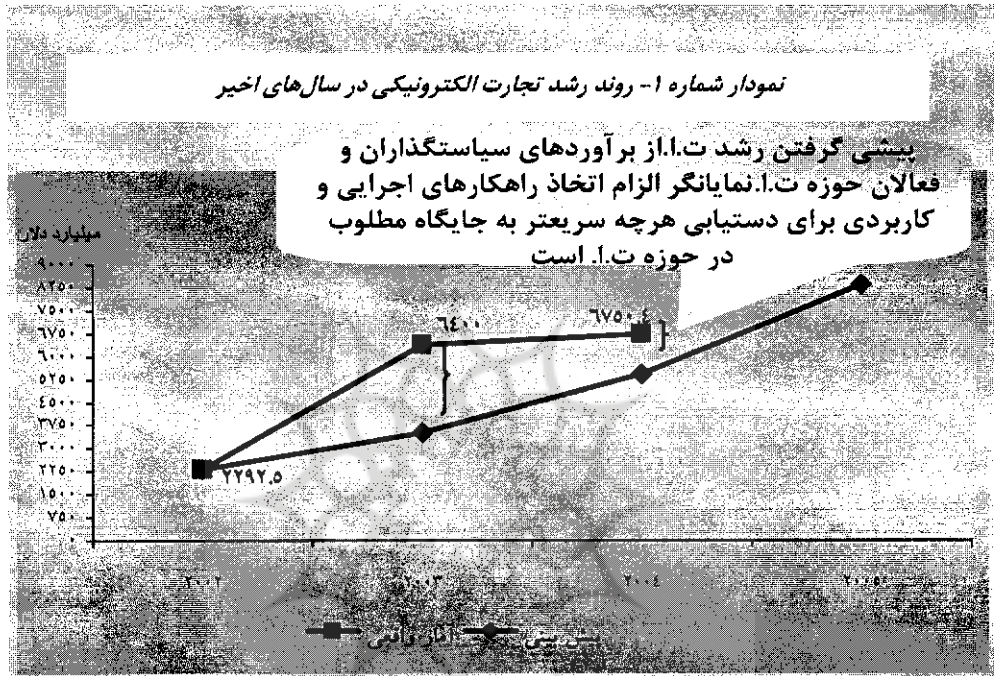 نمودار شماره ۱- روند رشد تجارت الکترونیکی در سال‌های اخیر
پیشی گرفتن رشد ت.ا.از برآوردهای سیاستگذاران و
فعالان حوزه ت.ا.نمایانگر الزام اتخاذ راهکارهای اجرایی و
کاربردی برای دستیابی هرچه سریعتر به جایگاه مطلوب
در حوزه ت.ا. است
میلیارد دلار
۹۰۰۰
۸۲۵۰
۷۵۰۰
۶۷۵۰
۶۰۰۰
۵۲۵۰
۴۵۰۰
۳۷۵۰
۳۰۰۰
۲۲۵۰
۱۵۰۰
۷۵۰
۰
۶۷۵۰.۴
۶۴۰۰
۲۲۹۲.۵
۲۰۰۲ ۲۰۰۳ ۲۰۰۴ ۲۰۰۵
آمار واقعی پیش بینی